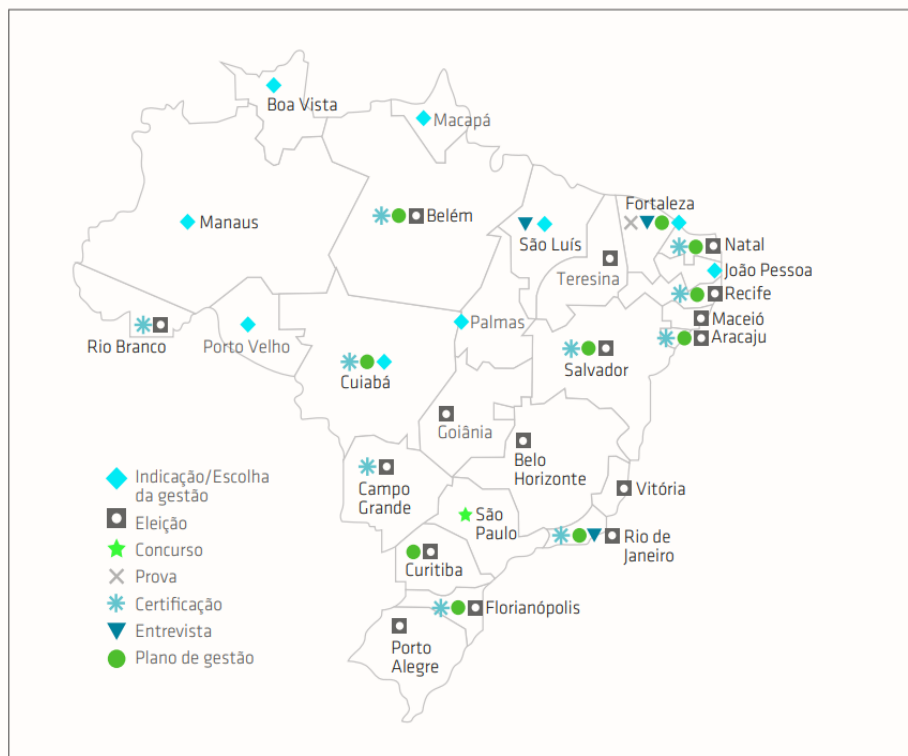 Boa Vista
Macapá
Manaus
Belém
São Luís
Fortaleza
Teresina
Natal
João Pessoa
Recife
Maceió
Aracaju
Rio Branco
Porto Velho
Palmas
Cuiabá
Salvador
Goiânia
Belo
Horizonte
Campo
Grande
São
Paulo
Vitória
Rio de
Janeiro
Curitiba
Florianópolis
Porto
Alegre
Indicação/Escolha
da gestão
Eleição
Concurso
Prova
Certificação
Entrevista
Plano de gestão